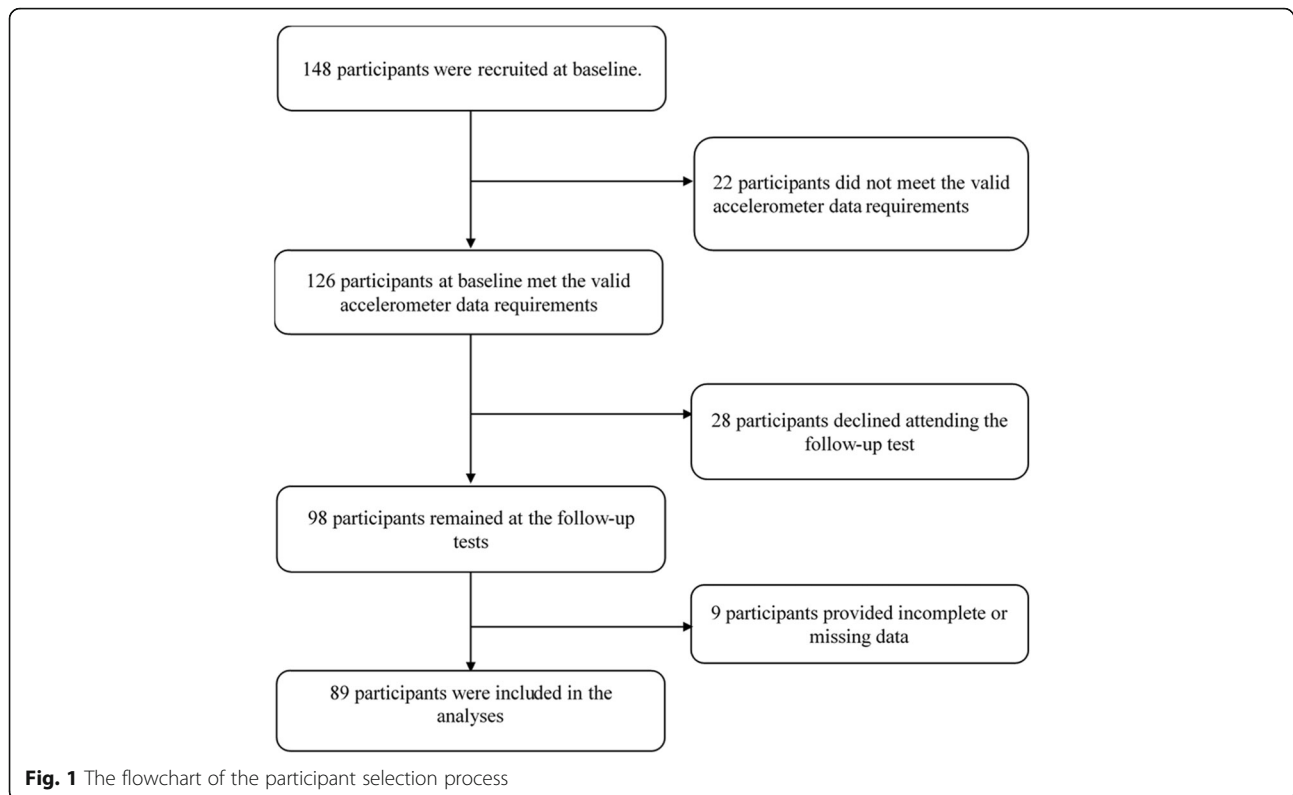 148 participants were recruited at baseline.
22 participants did not meet the valid
accelerometer data requirements
126 participants at baseline met the valid
accelerometer data requirements
28 participants declined attending the
follow-up test
98 participants remained at the follow-up
tests
9 participants provided incomplete or
missing data
89 participants were included in the
analyses
Fig. 1 The flowchart of the participant selection process